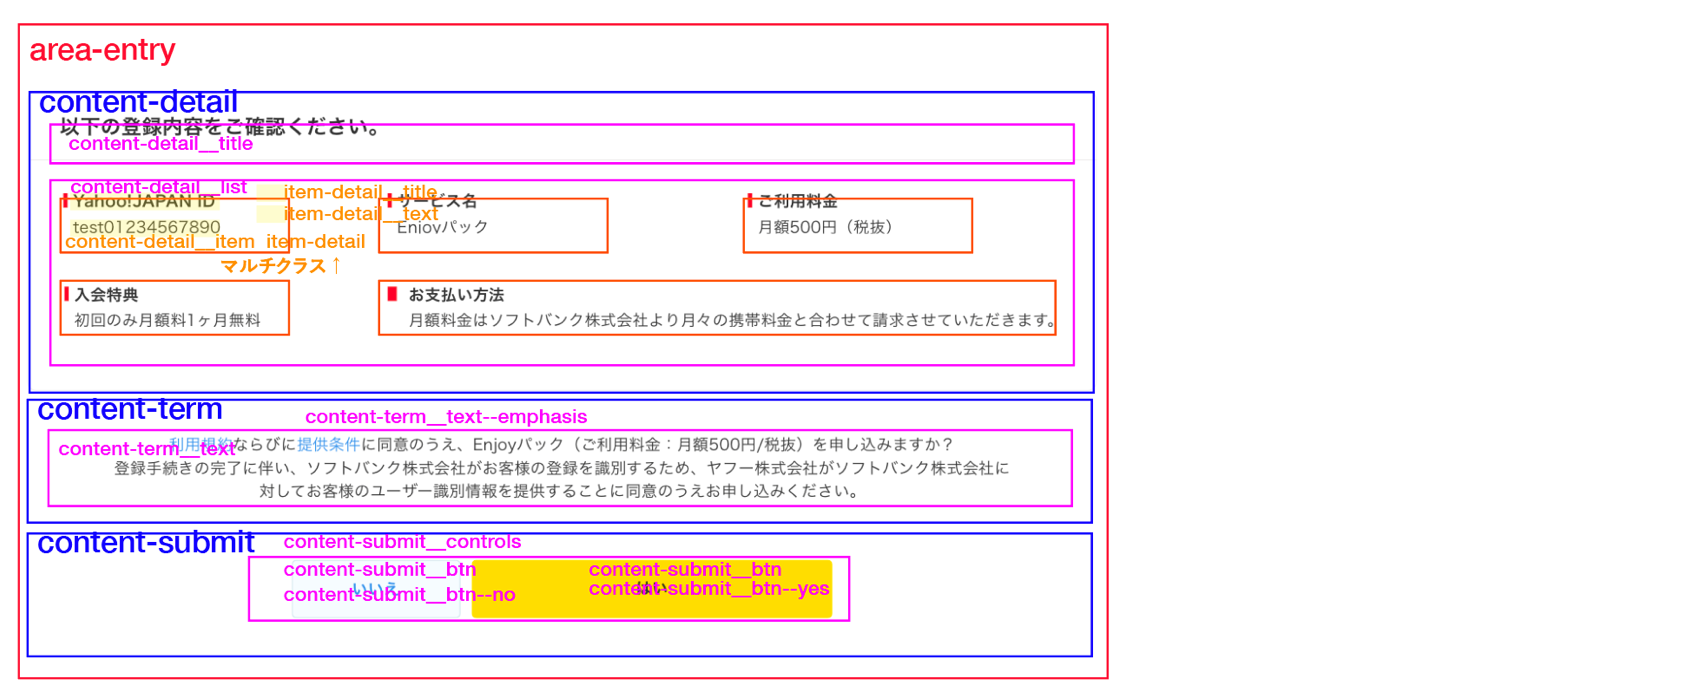 area-entry
content-detail
以下の登録内容をご確認ください。
content-detail__title
content-detail__list
item-detail__title
Yahoo!JAPAN ID
サービス名
ご利用料金
item-detail__text
test01234567890
Enjoyパック
月額500円（税抜）
content-detail__item item-detail
マルチクラス↑
入会特典
お支払い方法
初回のみ月額料1ヶ月無料
月額料金はソフトバンク株式会社より月々の携帯料金と合わせて請求させていただきます。
content-term
content-term__text--emphasis
content-term__text
利用規約ならびに提供条件に同意のうえ、Enjoyパック（ご利用料金：月額500円/税抜）を申し込みますか？
登録手続きの完了に伴い、ソフトバンク株式会社がお客様の登録を識別するため、ヤフー株式会社がソフトバンク株式会社に
対してお客様のユーザー識別情報を提供することに同意のうえお申し込みください。
content-submit
content-submit__controls
content-submit__btn
content-submit__btn
いいえ
はい
content-submit__btn--no
content-submit__btn--yes